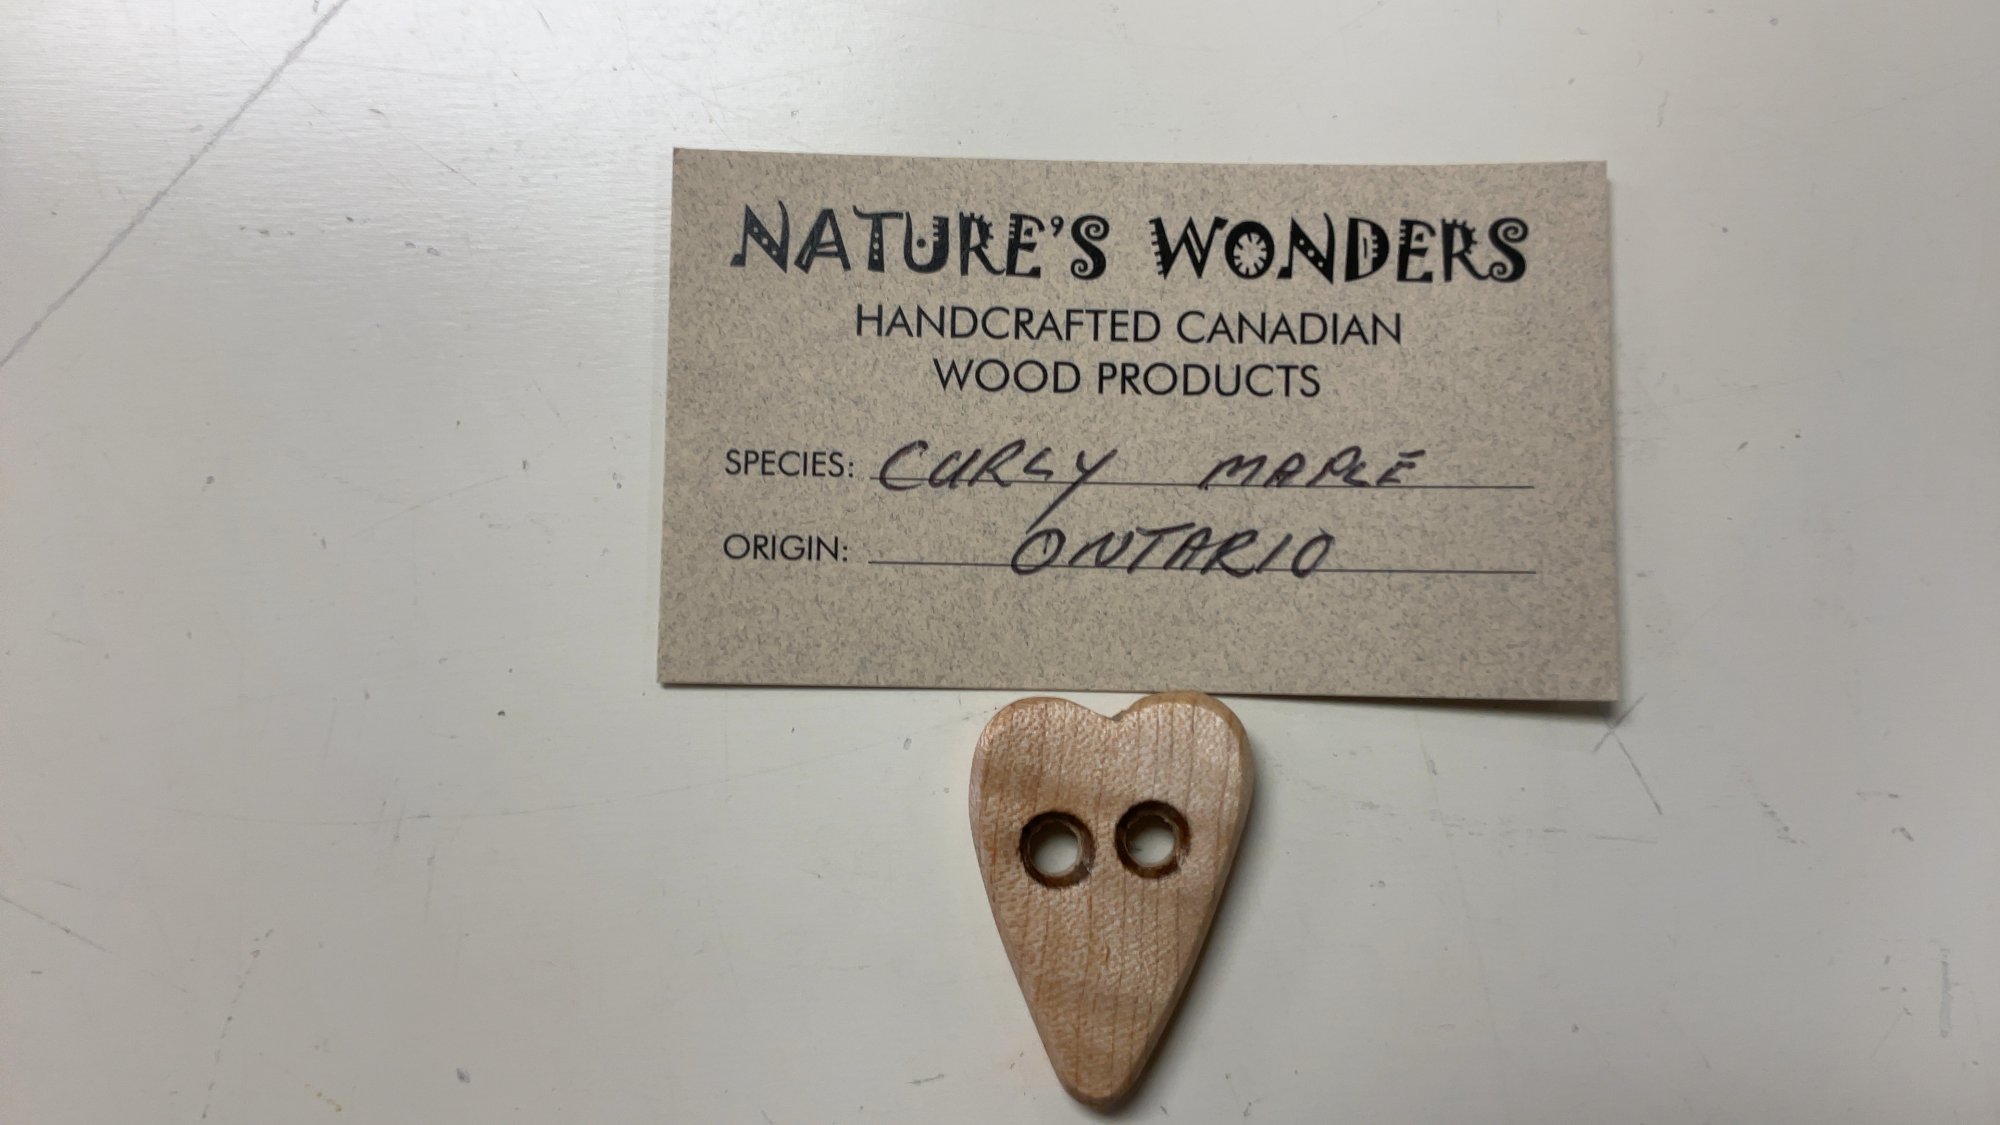 NATURE'S WONDERS
HANDCRAFTED CANADIAN
WOOD PRODUCTS
SPECIES: CURLY MAPLE
ORIGIN: ONTARIO